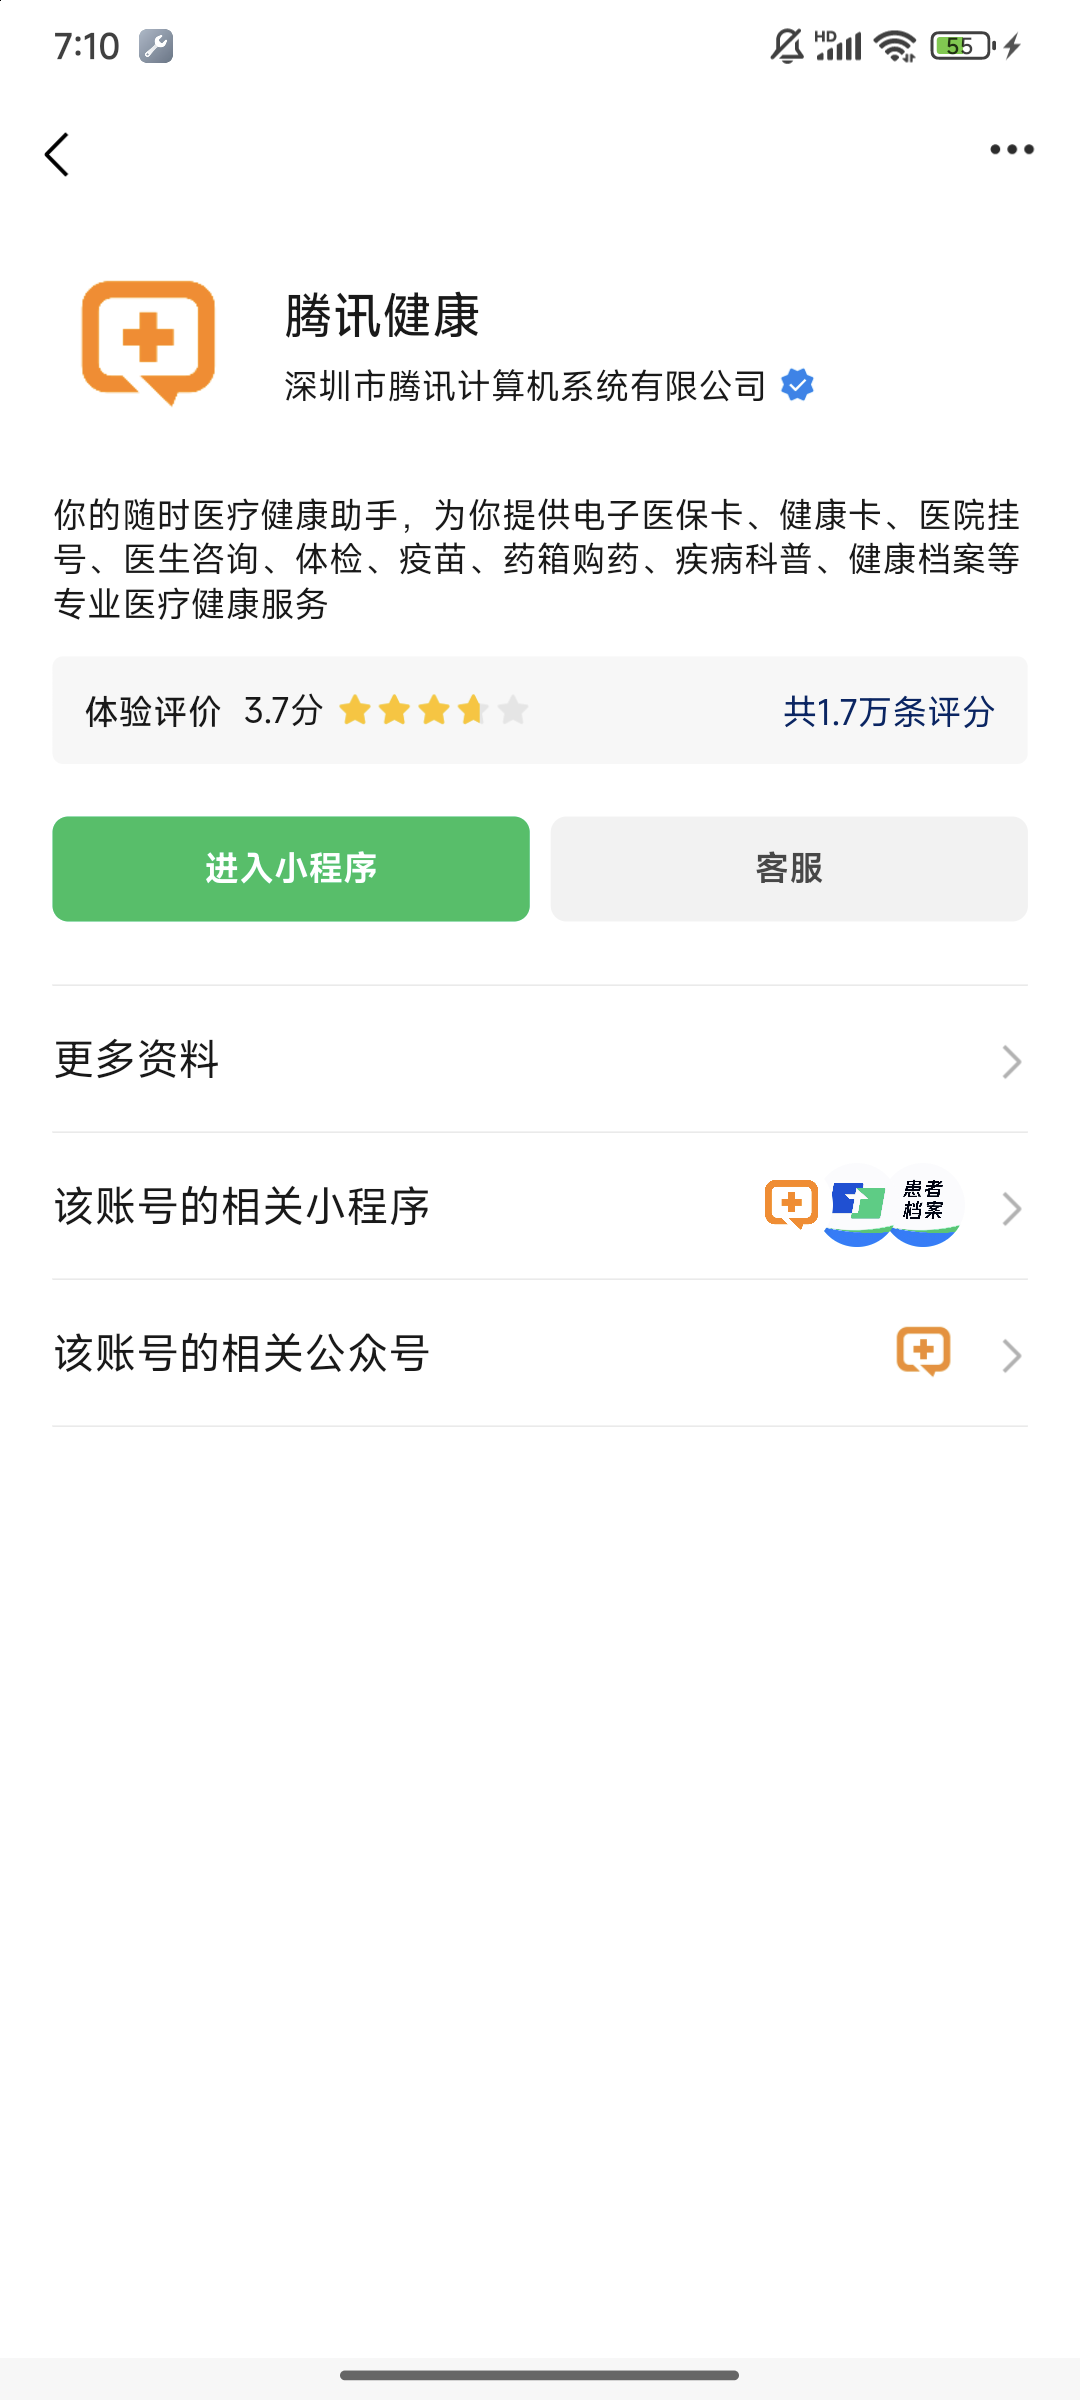 7:10
HD
55
腾讯健康
深圳市腾讯计算机系统有限公司
你的随时医疗健康助手，为你提供电子医保卡、健康卡、医院挂
号、医生咨询、体检、疫苗、药箱购药、疾病科普、健康档案等
专业医疗健康服务
体验评价 3.7分 共1.7万条评分
进入小程序 客服
更多资料
该账号的相关小程序
患者
档案
该账号的相关公众号